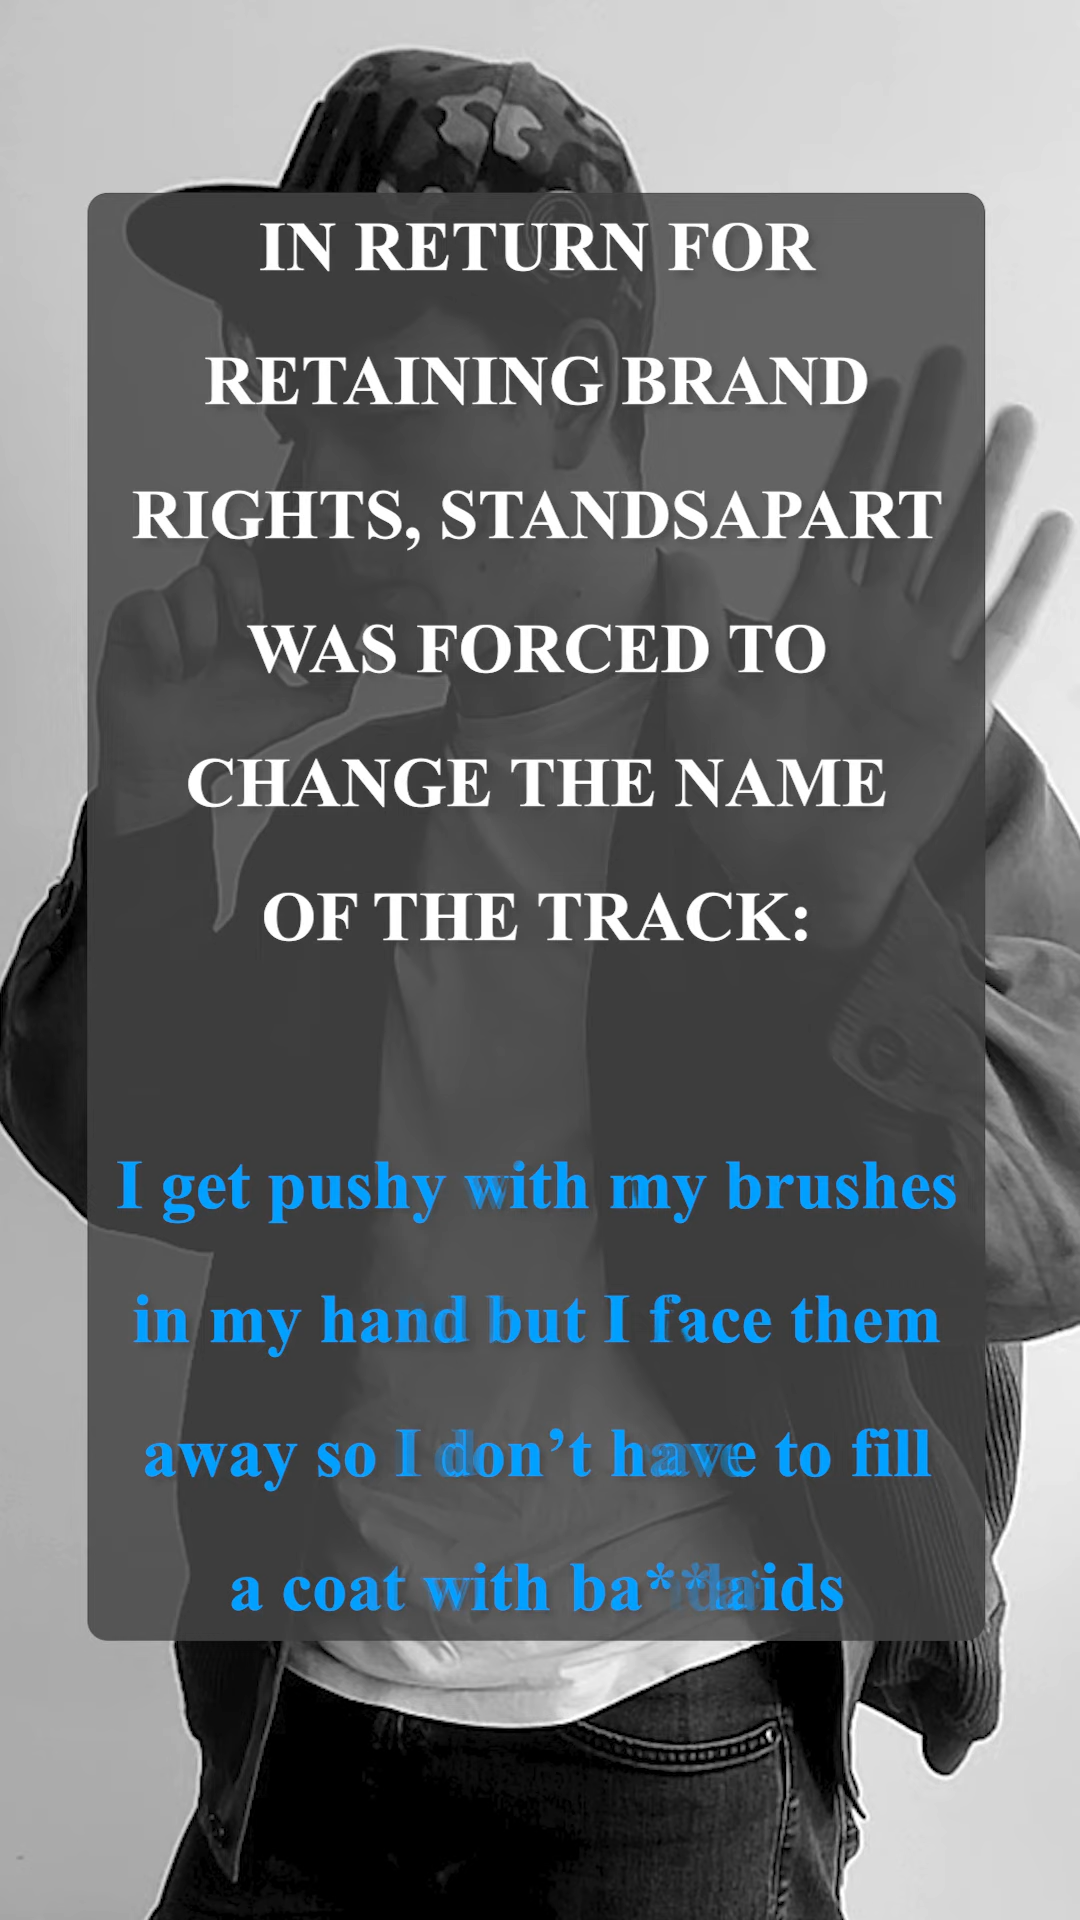 IN RETURN FOR
RETAINING BRAND
RIGHTS, STANDSAPART
WAS FORCED TO
CHANGE THE NAME
OF THE TRACK:
I get pushy with my brushes
in my hand but I face them
away so I don’t have to fill
a coat with